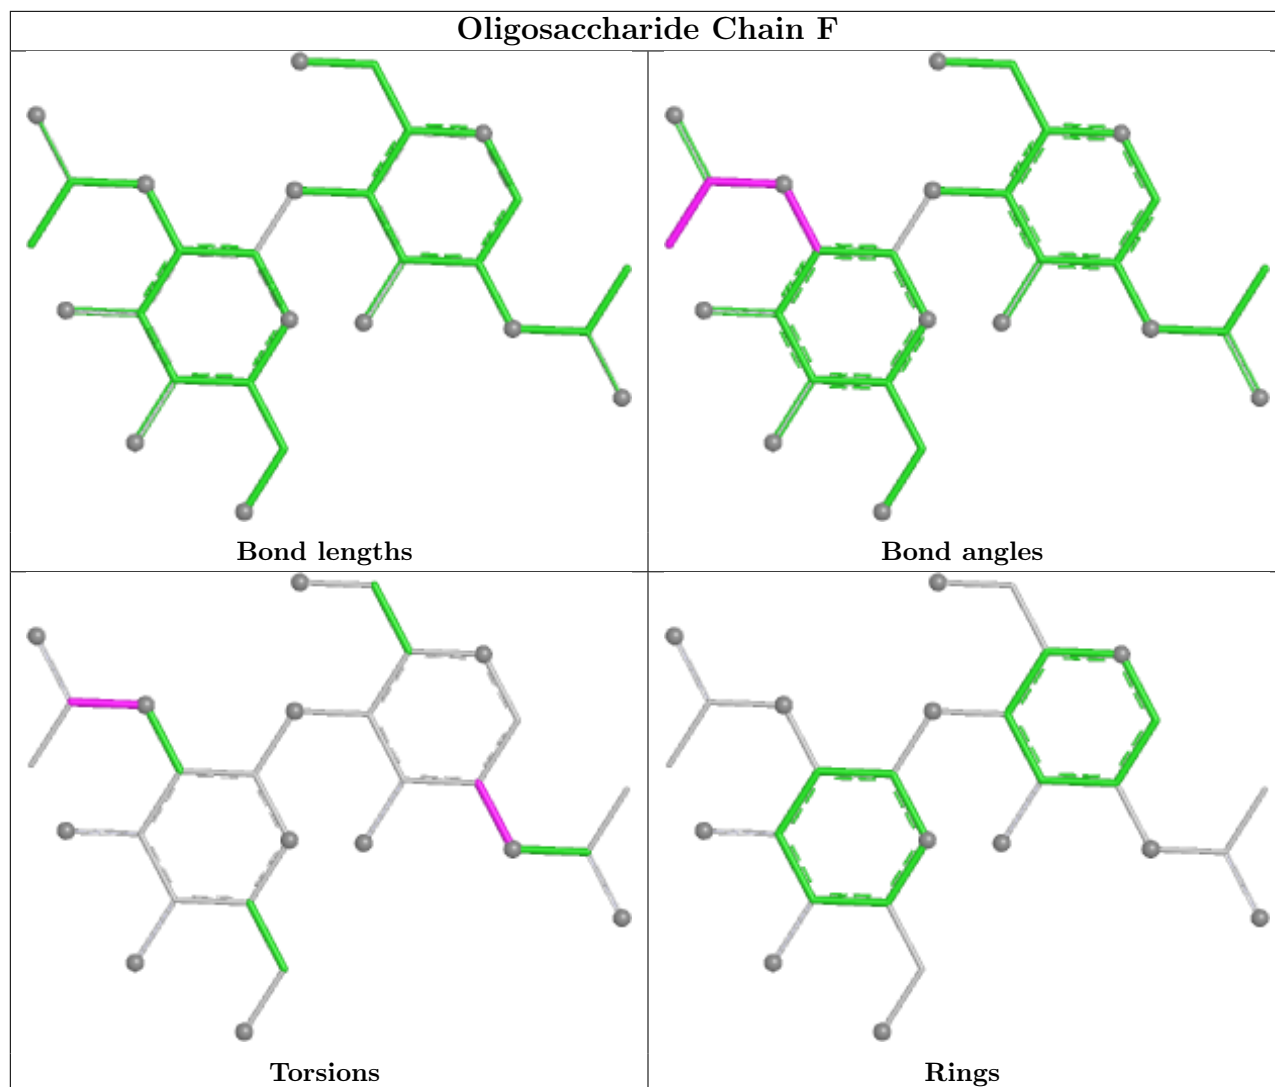 Oligosaccharide Chain F
Bond lengths
Bond angles
Torsions
Rings